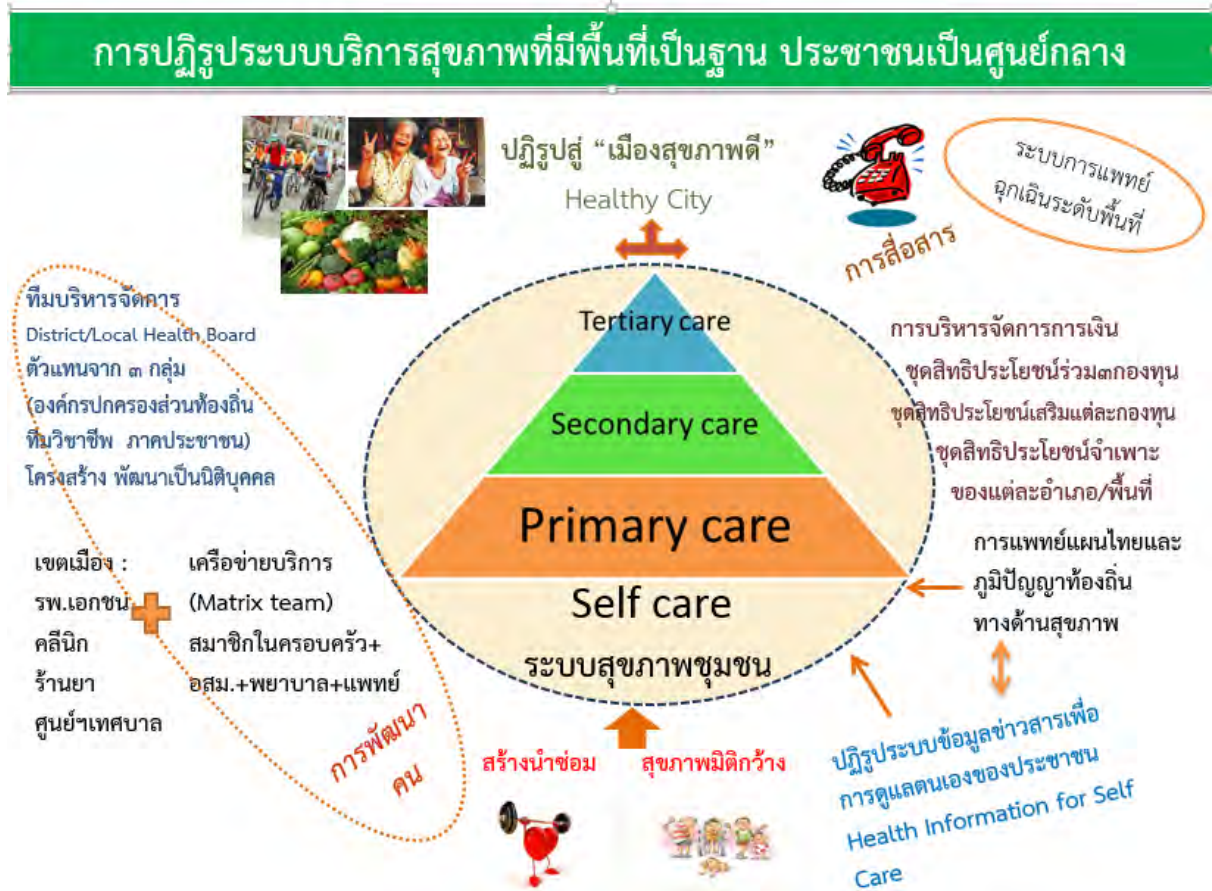 การปฏิรูประบบบริการสุขภาพที่มีพื้นที่เป็นฐาน ประชาชนเป็นศูนย์กลาง
ปฏิรูปสู่ “เมืองสุขภาพดี”
Healthy City
การสื่อสาร
ระบบการแพทย์
ฉุกเฉินระดับพื้นที่
ทีมบริหารจัดการ
District/Local Health Board
ตัวแทนจาก ๓ กลุ่ม
(องค์กรปกครองส่วนท้องถิ่น
ทีมวิชาชีพ ภาคประชาชน)
โครงสร้าง พัฒนาเป็นนิติบุคคล
เขตเมือง :
รพ.เอกชน
คลีนิก
ร้านยา
ศูนย์ฯเทศบาล
เครือข่ายบริการ
(Matrix team)
สมาชิกในครอบครัว+
อสม.+พยาบาล+แพทย์
การพัฒนา
คน
Tertiary care
Secondary care
Primary care
Self care
ระบบสุขภาพชุมชน
สร้างนำซ่อม
สุขภาพมิติกว้าง
การบริหารจัดการการเงิน
ชุดสิทธิประโยชน์ร่วม๓กองทุน
ชุดสิทธิประโยชน์เสริมแต่ละกองทุน
ชุดสิทธิประโยชน์จำเพาะ
ของแต่ละอำเภอ/พื้นที่
การแพทย์แผนไทยและ
ภูมิปัญญาท้องถิ่น
ทางด้านสุขภาพ
ปฏิรูประบบข้อมูลข่าวสารเพื่อ
การดูแลตนเองของประชาชน
Health Information for Self
Care